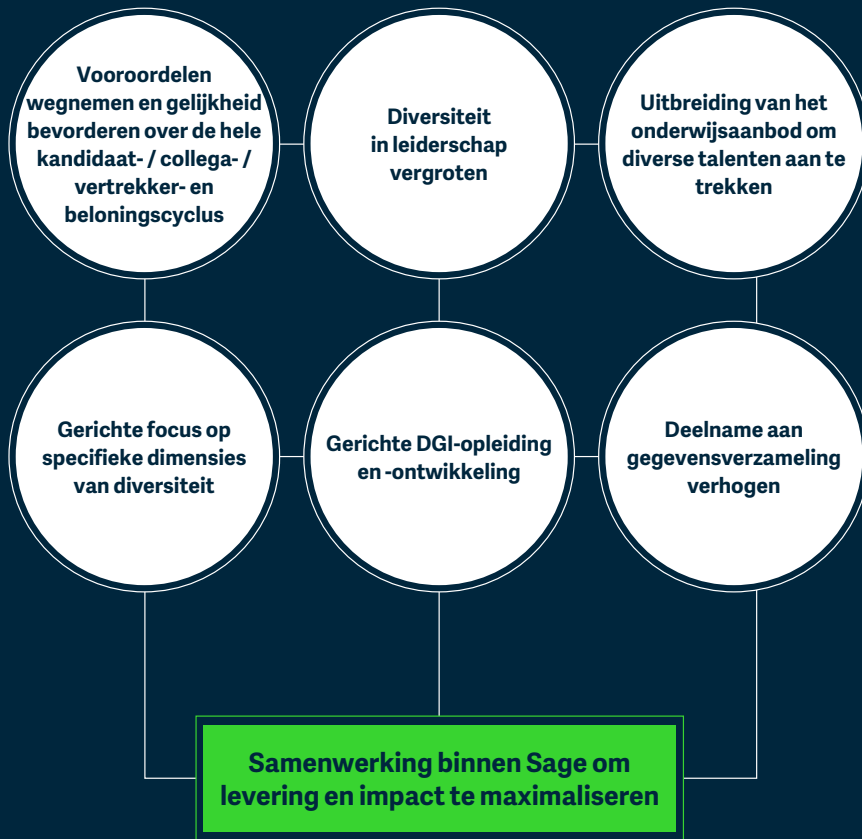 Vooroordelen
wegnemen en gelijkheid
bevorderen over de hele
kandidaat- / collega- /
vertrekker- en
beloningscyclus
Diversiteit
in leiderschap
vergroten
Uitbreiding van het
onderwijsaanbod om
diverse talenten aan te
trekken
Gerichte focus op
specifieke dimensies
van diversiteit
Gerichte DGI-opleiding
en -ontwikkeling
Deelname aan
gegevensverzameling
verhogen
Samenwerking binnen Sage om
levering en impact te maximaliseren